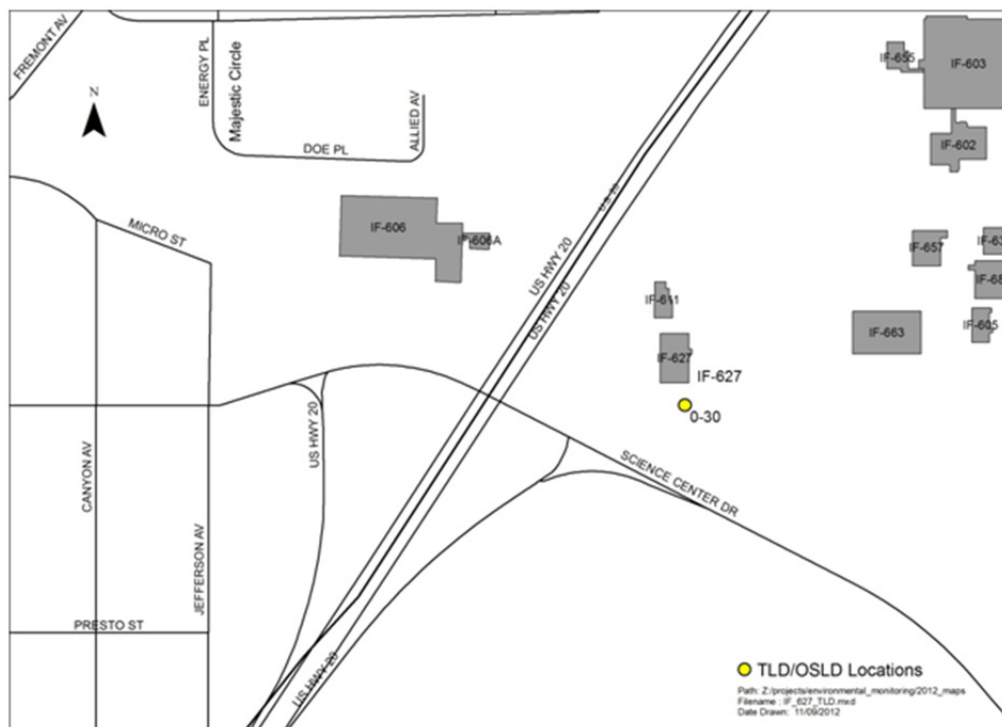 FREMONT AV
ENERGY PL
Majestic Circle
ALLIED AV
DOE PL
N
IF-655
IF-603
IF-602
MICRO ST
IF-606
IF-606A
US HWY 20
US HWY 20
IF-657
IF-663
IF-605
IF-611
IF-627
IF-627
0-30
US HWY 20
CANYON AV
JEFFERSON AV
SCIENCE CENTER DR
PRESTO ST
US HWY 20
TLD/OSLD Locations
Path: Z:/projects/environmental_monitoring/2012_maps
Filename : IF_627_TLD.mxd
Date Drawn: 11/09/2012